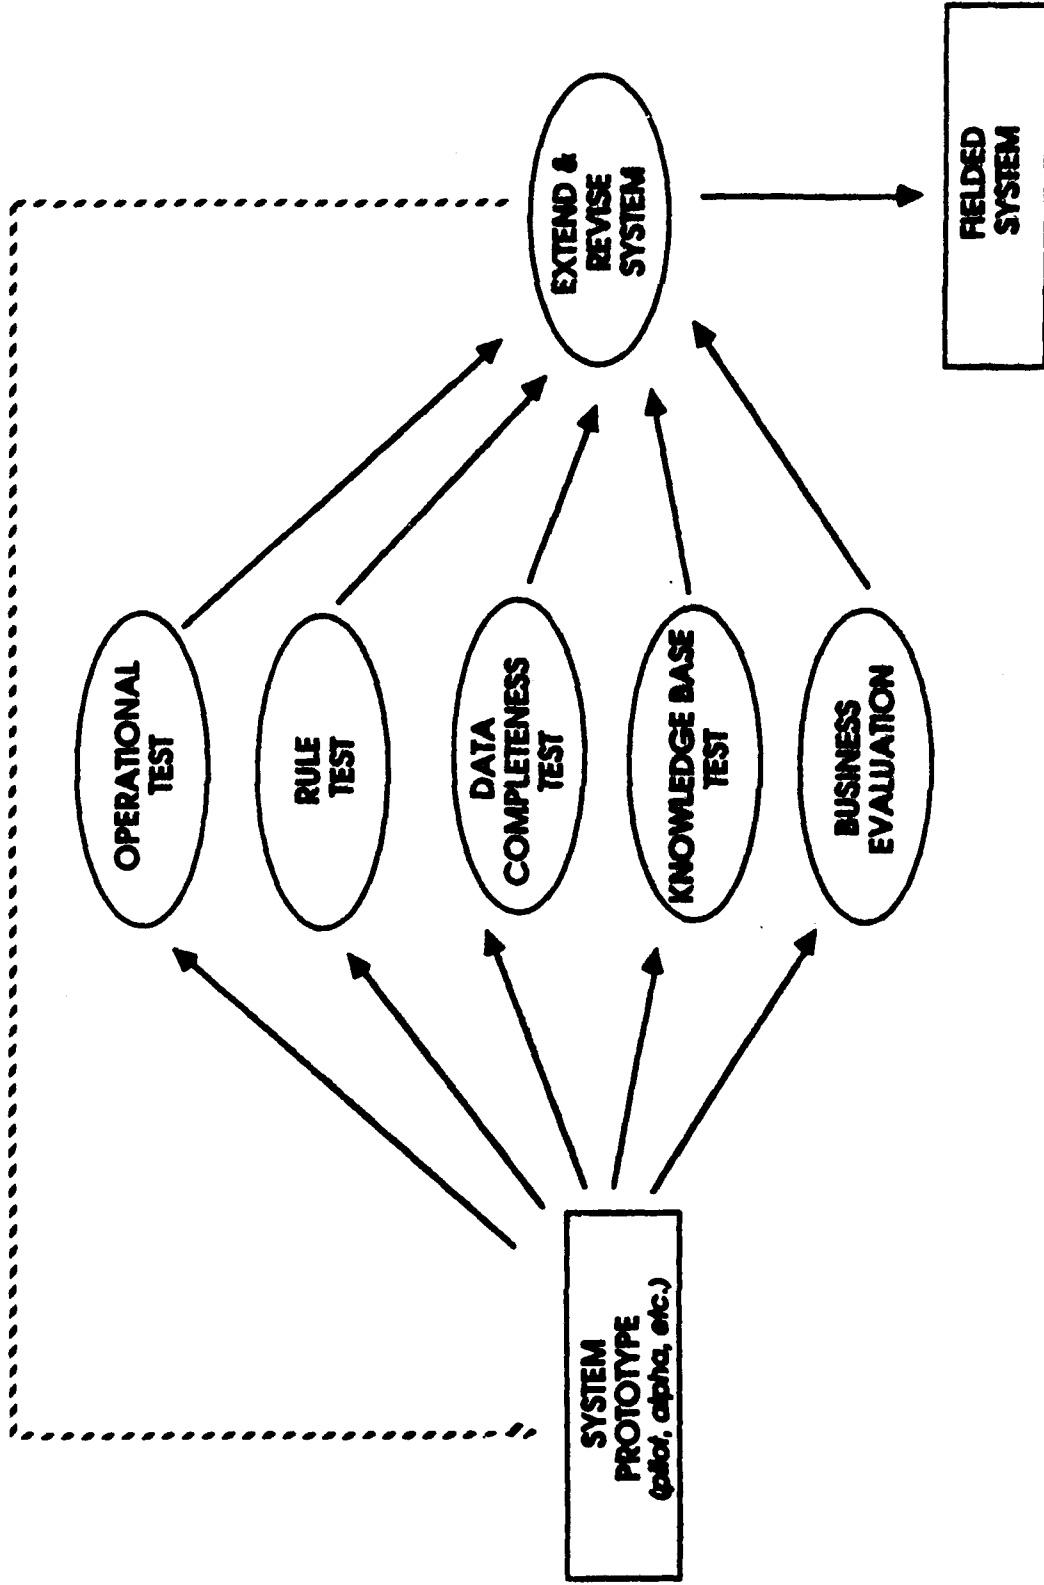 SYSTEM
PROTOTYPE
(pilot, alpha, etc.)
OPERATIONAL
TEST
RULE
TEST
DATA
COMPLETENESS
TEST
KNOWLEDGE BASE
TEST
BUSINESS
EVALUATION
EXTEND &
REVISE
SYSTEM
FIELDED
SYSTEM